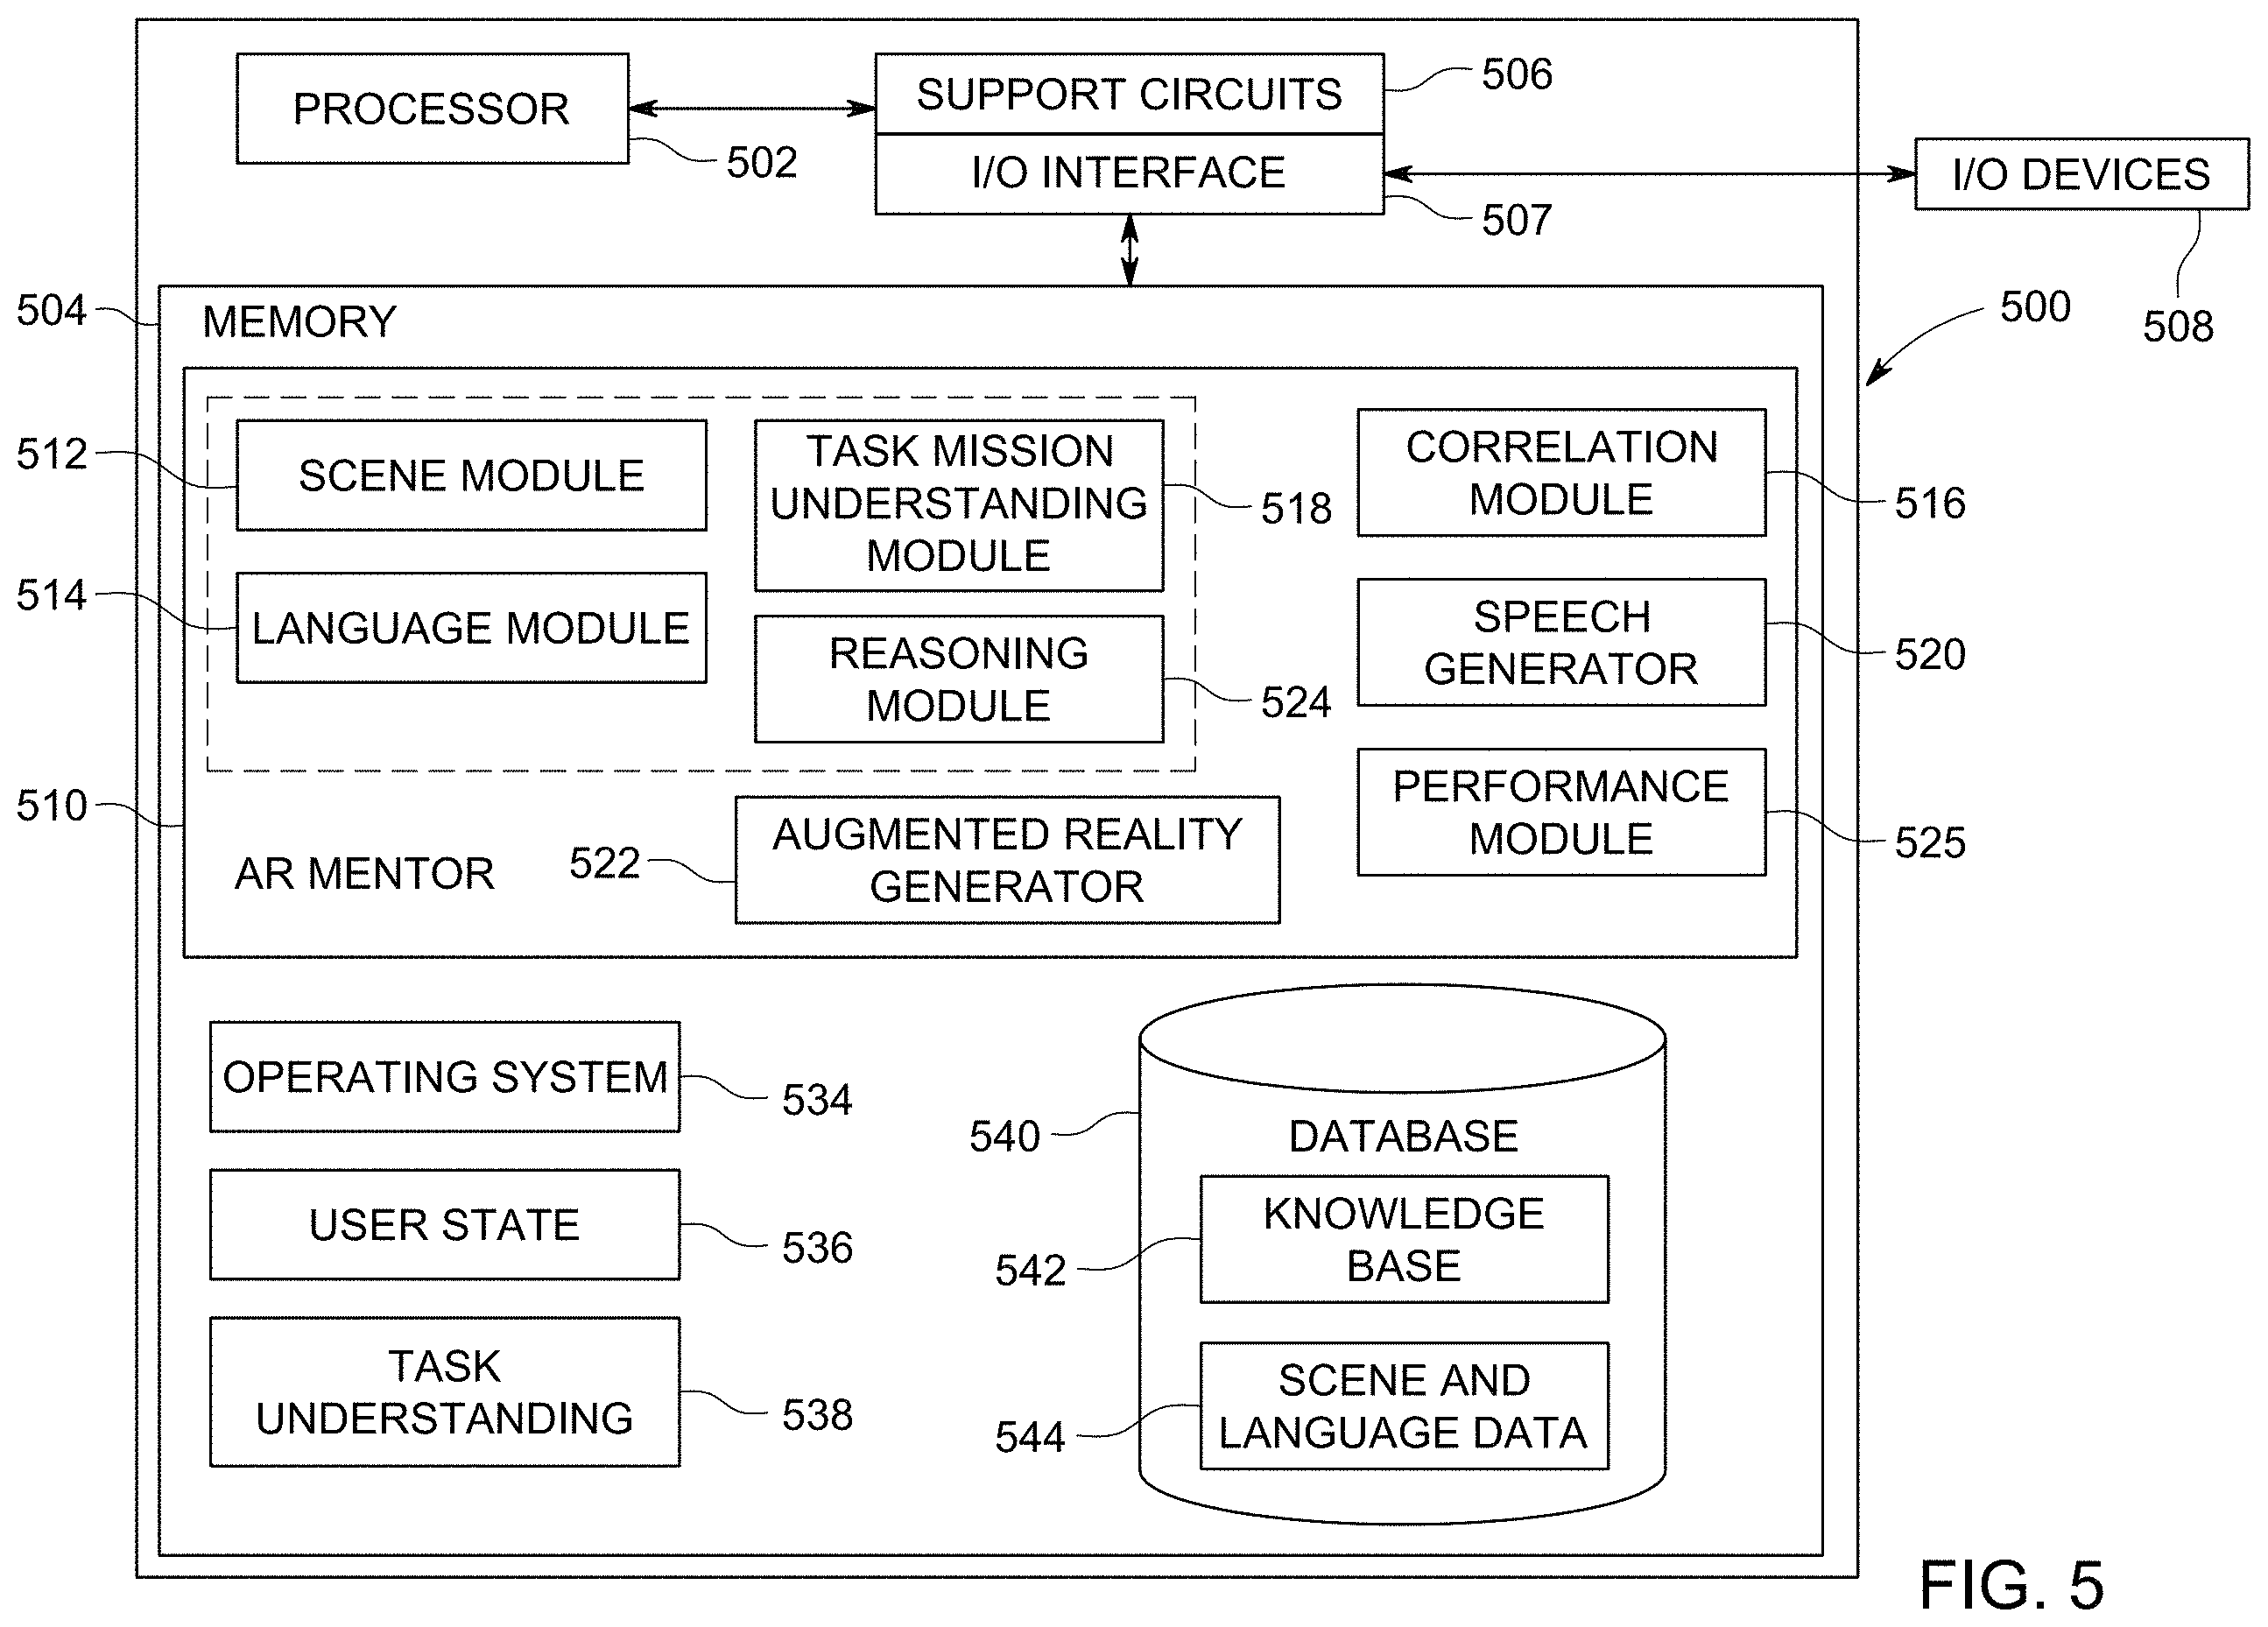 PROCESSOR
502
SUPPORT CIRCUITS
506
I/O INTERFACE
507
I/O DEVICES
508
500
504
MEMORY
512
SCENE MODULE
514
LANGUAGE MODULE
TASK MISSION
UNDERSTANDING
MODULE
518
REASONING
MODULE
524
CORRELATION
MODULE
516
SPEECH
GENERATOR
520
PERFORMANCE
MODULE
525
510
AR MENTOR
522
AUGMENTED REALITY
GENERATOR
OPERATING SYSTEM
534
USER STATE
536
TASK
UNDERSTANDING
538
540
DATABASE
542
KNOWLEDGE
BASE
544
SCENE AND
LANGUAGE DATA
FIG. 5